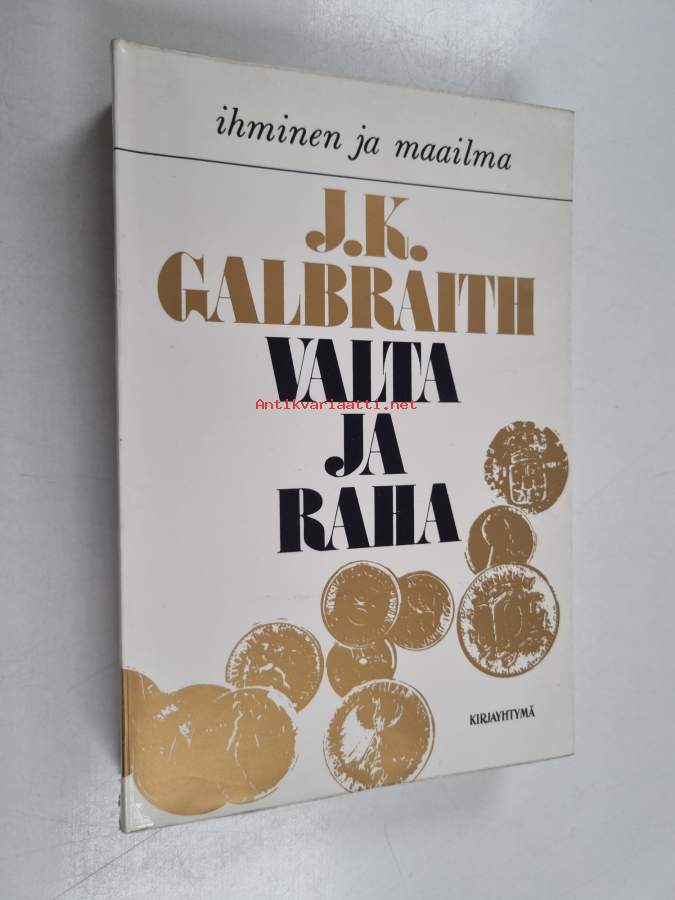 ihminen ja maailma
J.K.
GALBRAITH
VALTA
Antikvariaatti.net
JA
RAHA
KIRJAYHTYMÄ